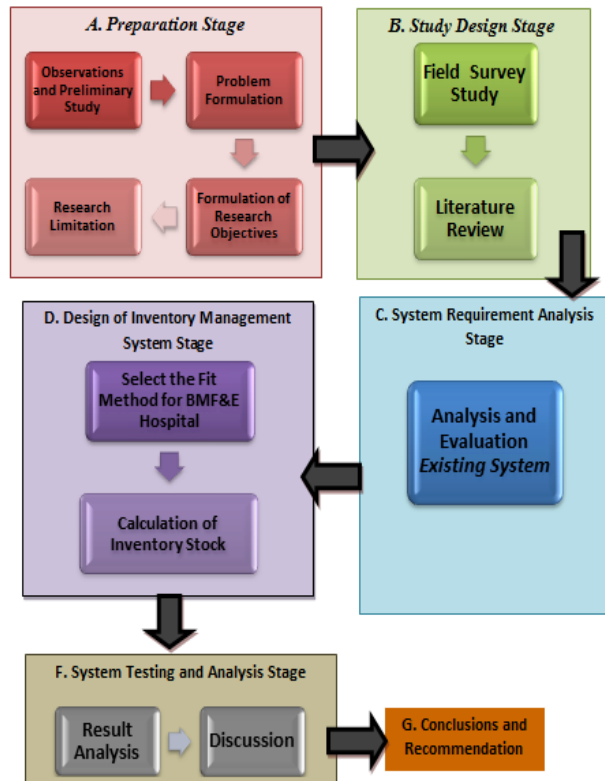 A. Preparation Stage
Observations
and Preliminary
Study
Problem
Formulation
Research
Limitation
Formulation of
Research
Objectives
B. Study Design Stage
Field Survey
Study
Literature
Review
C. System Requirement Analysis
Stage
Analysis and
Evaluation
Existing System
D. Design of Inventory Management
System Stage
Select the Fit
Method for BMF&E
Hospital
Calculation of
Inventory Stock
F. System Testing and Analysis Stage
Result
Analysis
Discussion
G. Conclusions and
Recommendation